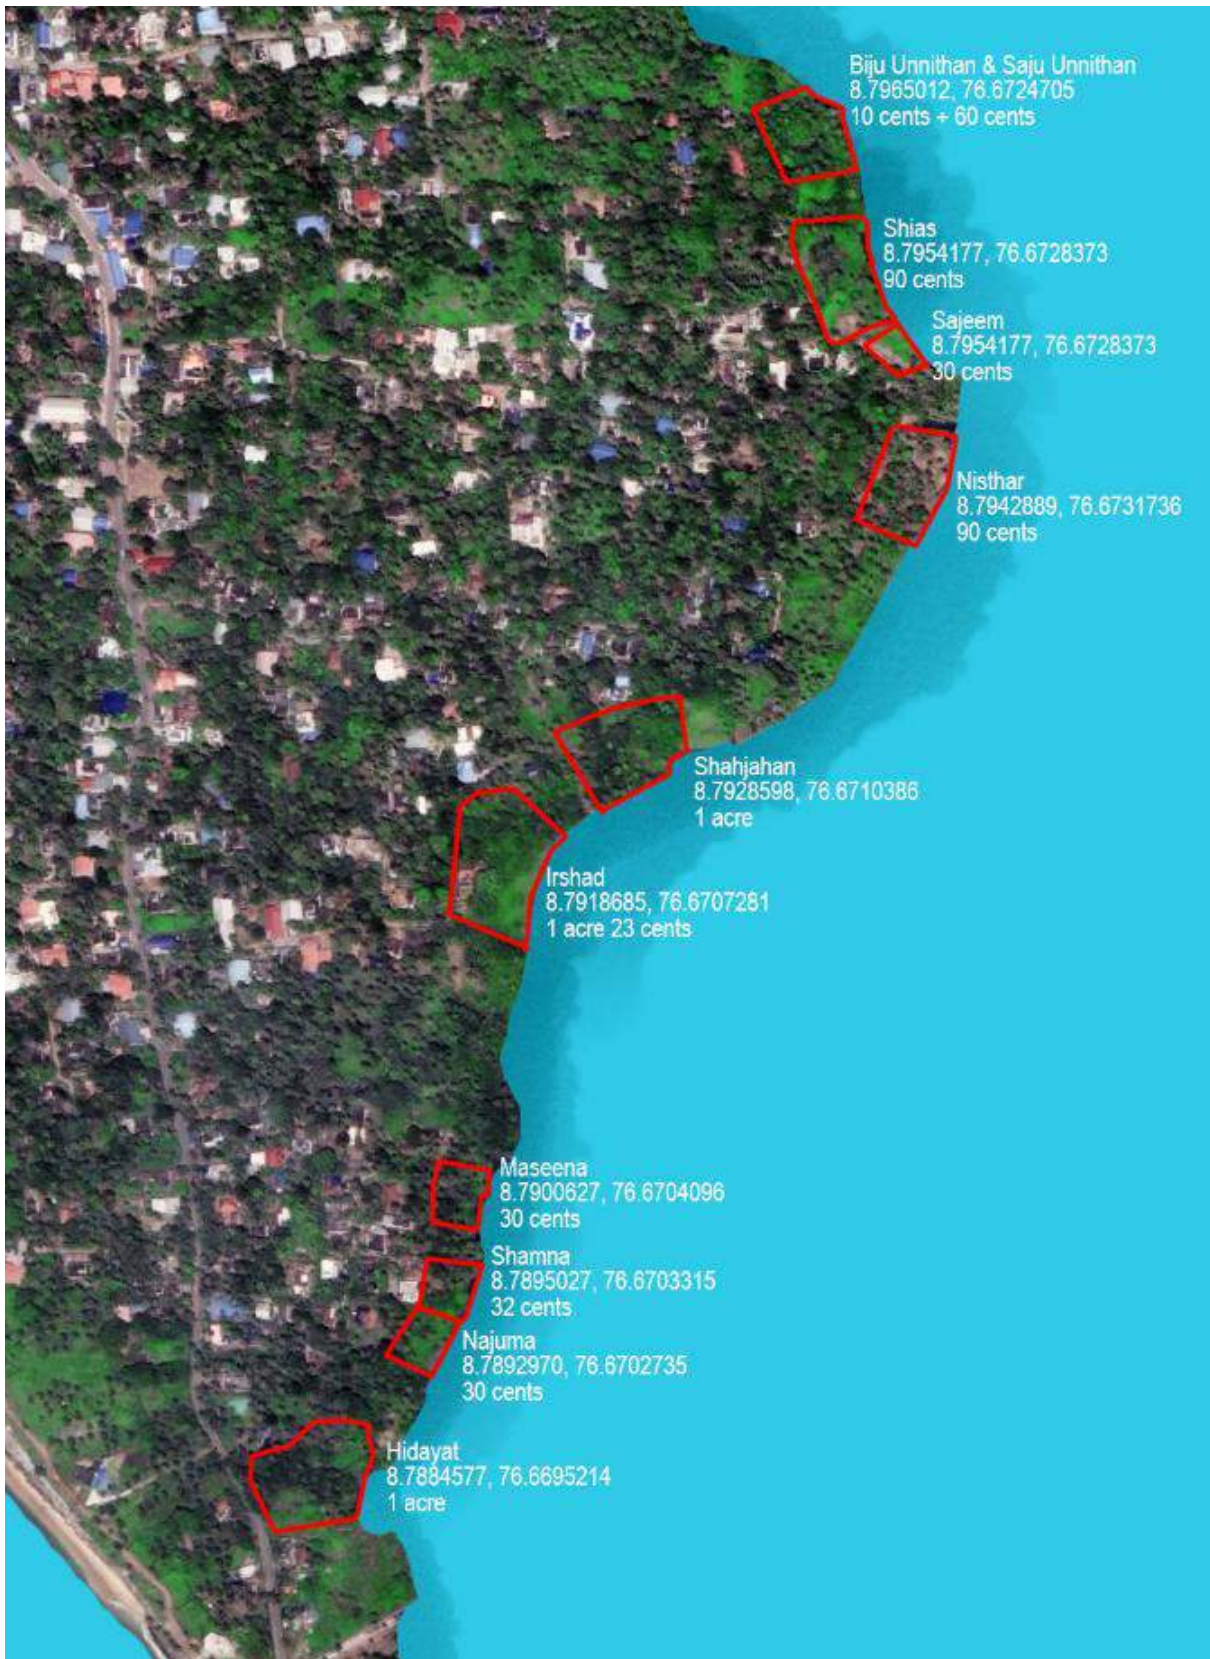 Biju Unnithan & Saju Unnithan
8.7965012, 76.6724705
10 cents + 60 cents
Shias
8.7954177, 76.6728373
90 cents
Sajeem
8.7954177, 76.6728373
30 cents
Nisthar
8.7942889, 76.6731736
90 cents
Shahjahan
8.7928598, 76.6710386
1 acre
Irshad
8.7918685, 76.6707281
1 acre 23 cents
Maseena
8.7900627, 76.6704096
30 cents
Shamna
8.7895027, 76.6703315
32 cents
Najuma
8.7892970, 76.6702735
30 cents
Hidayat
8.7884577, 76.6695214
1 acre